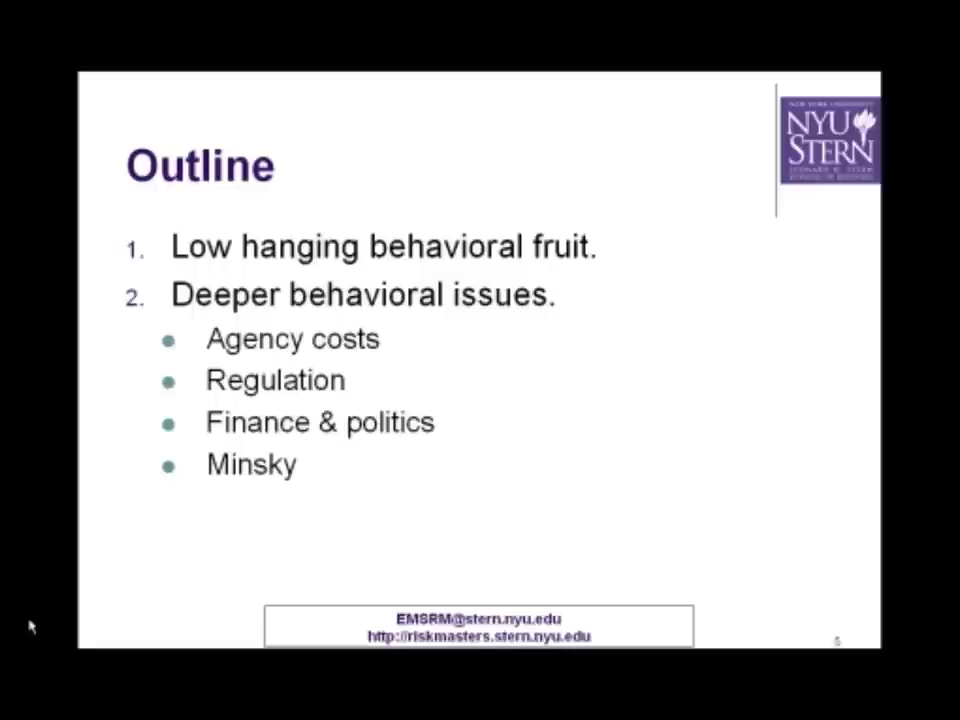 NEW YORK UNIVERSITY
NYU
STERN
Outline
1. Low hanging behavioral fruit.
2. Deeper behavioral issues.
Agency costs
Regulation
Finance & politics
Minsky
EMSRM@stern.nyu.edu
http://riskmasters.stern.nyu.edu